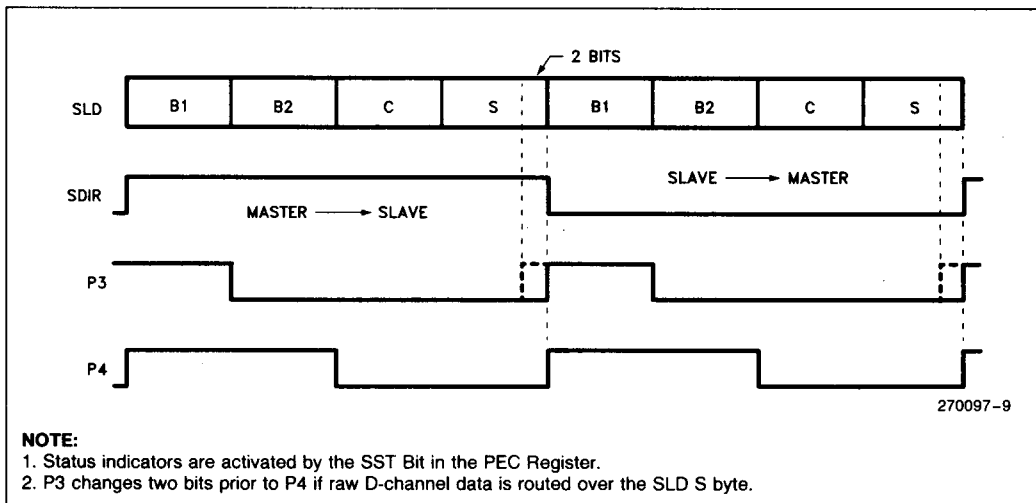 2 BITS
SLD B1 B2 C S B1 B2 C S
SLAVE → MASTER
SDIR
MASTER → SLAVE
P3
P4
270097-9
NOTE:
1. Status indicators are activated by the SST Bit in the PEC Register.
2. P3 changes two bits prior to P4 if raw D-channel data is routed over the SLD S byte.